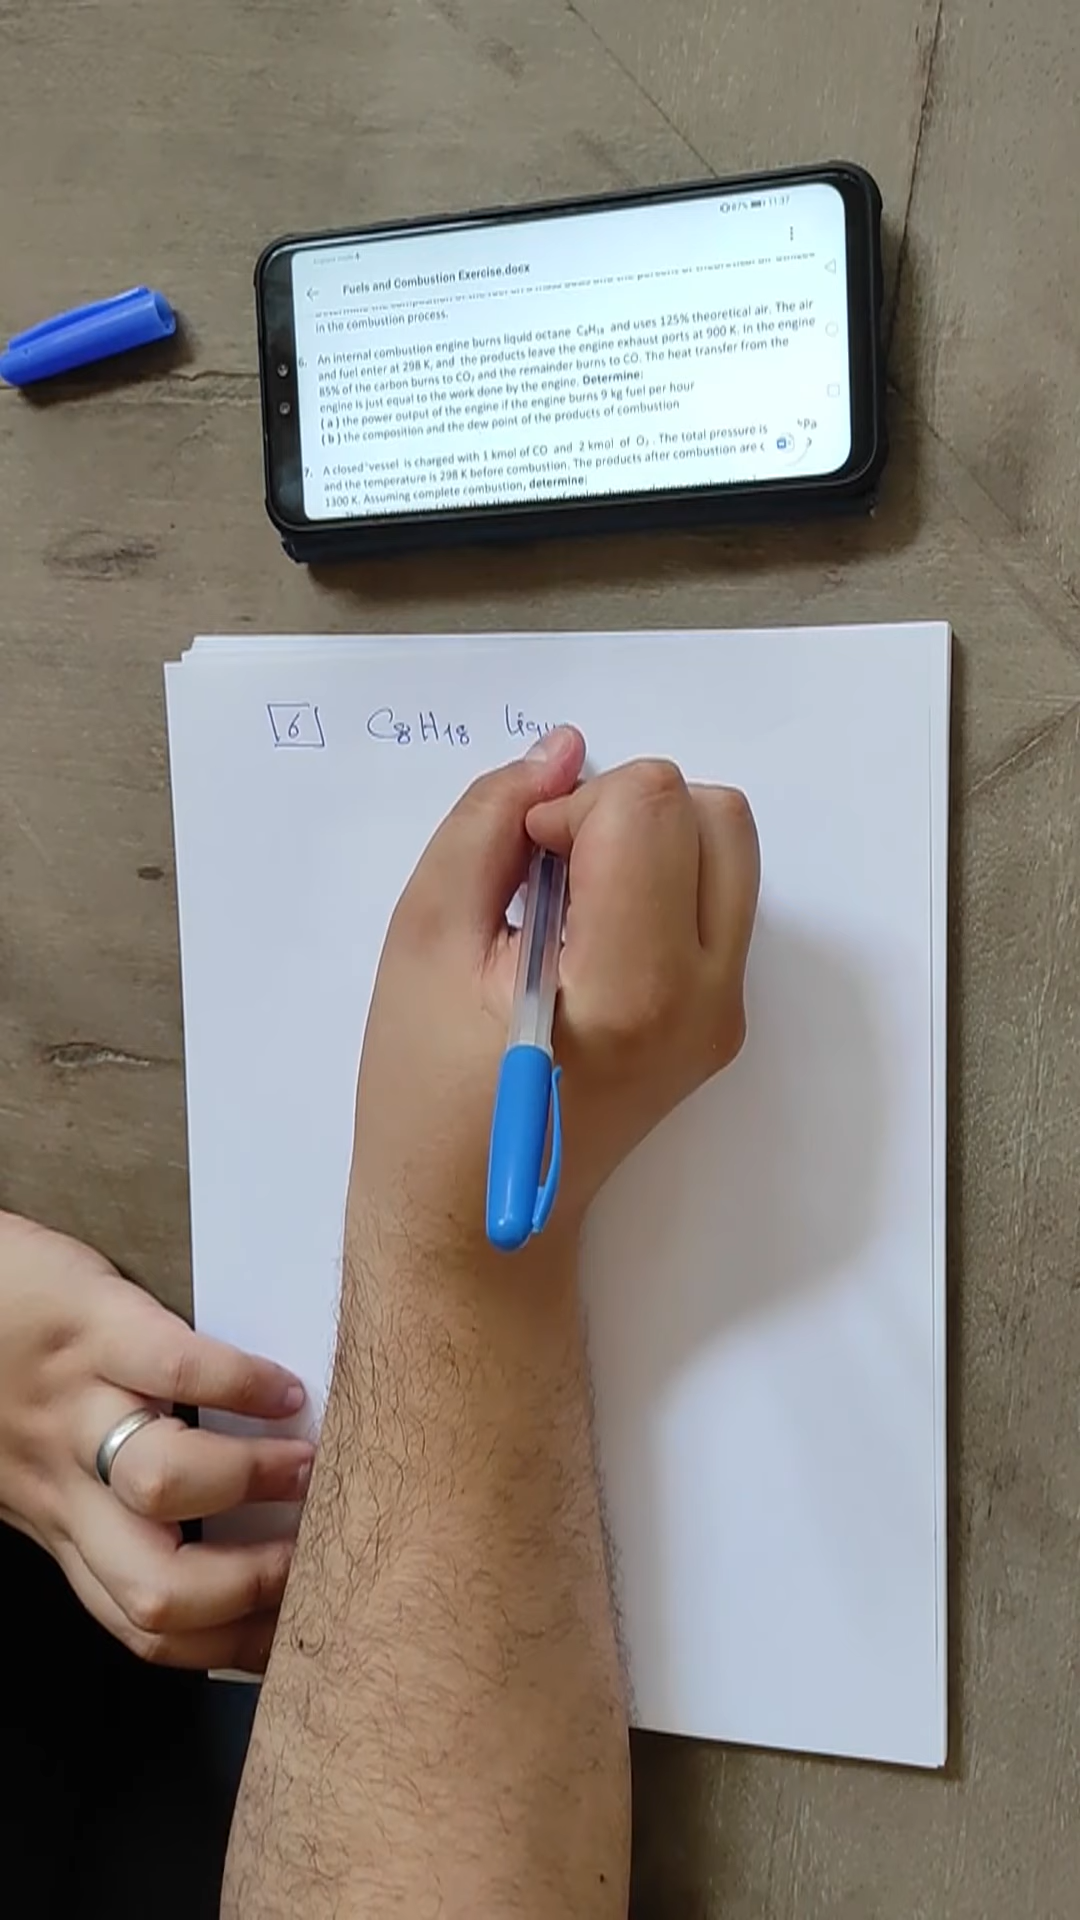 87% 11:37
Fuels and Combustion Exercise.docx
in the combustion process.
6. An internal combustion engine burns liquid octane C₈H₁₈ and uses 125% theoretical air. The air
and fuel enter at 298 K, and the products leave the engine exhaust ports at 900 K. In the engine
85% of the carbon burns to CO₂ and the remainder burns to CO. The heat transfer from the
engine is just equal to the work done by the engine. Determine:
( a ) the power output of the engine if the engine burns 9 kg fuel per hour
( b ) the composition and the dew point of the products of combustion
7. A closed vessel is charged with 1 kmol of CO and 2 kmol of O₂. The total pressure is kPa
and the temperature is 298 K before combustion. The products after combustion are
1300 K. Assuming complete combustion, determine:
6 C8H18 liqu